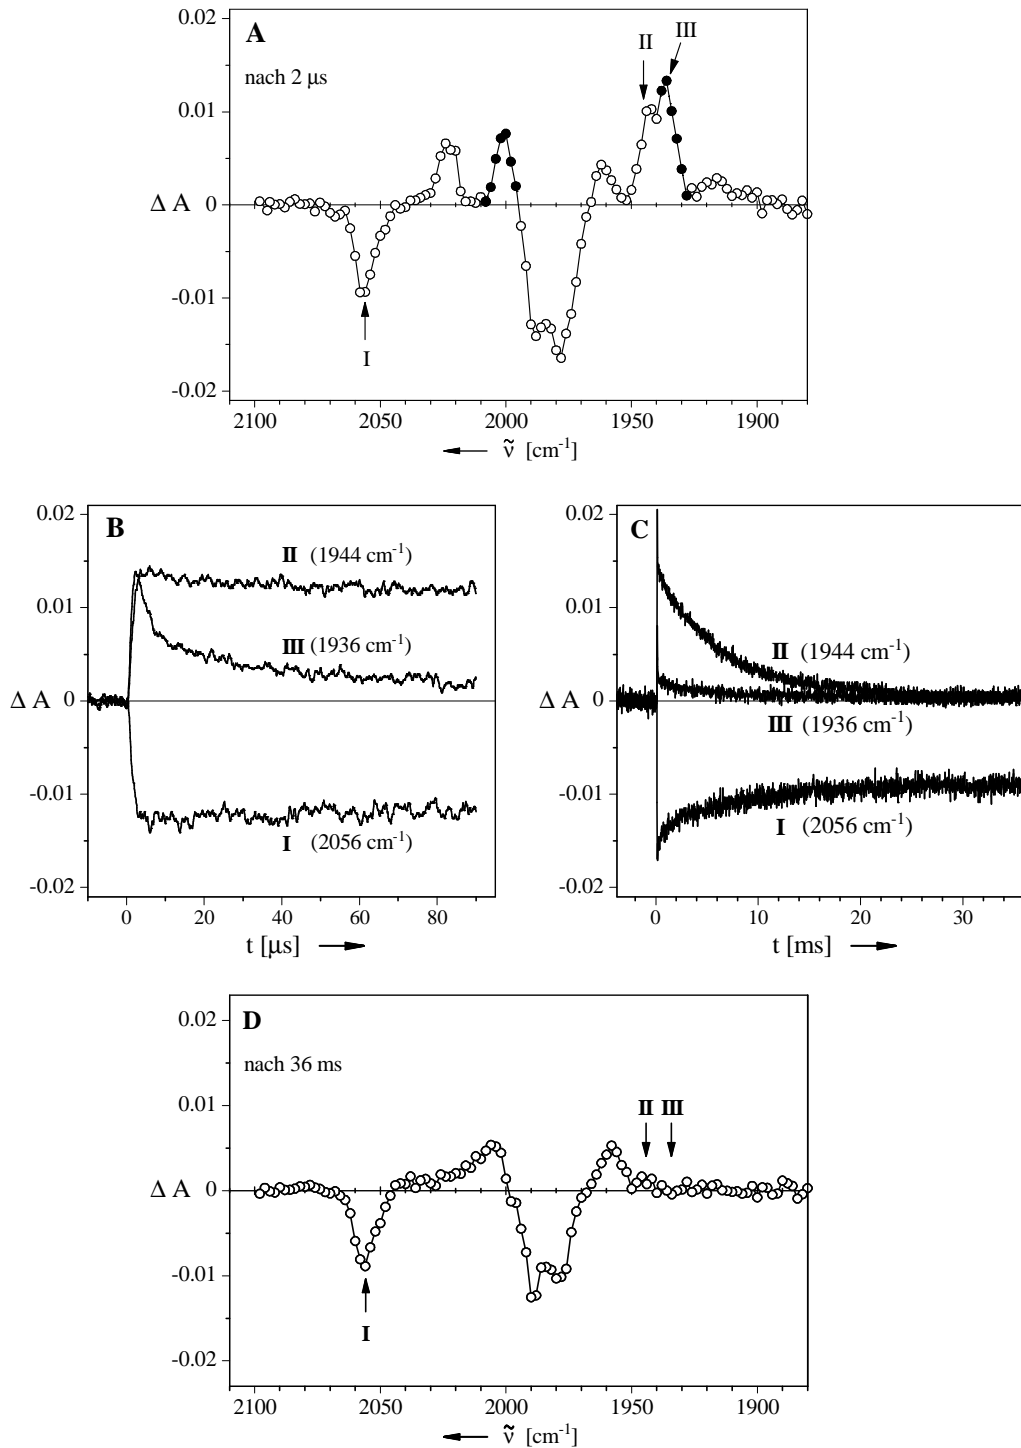 A
nach 2 μs
II
III
I
0.02
0.01
Δ A 0
-0.01
-0.02
2100 2050 2000 1950 1900
ν̃ [cm-1]
B
II (1944 cm-1)
III (1936 cm-1)
I (2056 cm-1)
0.02
0.01
Δ A 0
-0.01
-0.02
0 20 40 60 80
t [μs]
C
II (1944 cm-1)
III (1936 cm-1)
I (2056 cm-1)
0.02
0.01
Δ A 0
-0.01
-0.02
0 10 20 30
t [ms]
D
nach 36 ms
II III
I
0.02
0.01
Δ A 0
-0.01
-0.02
2100 2050 2000 1950 1900
ν̃ [cm-1]